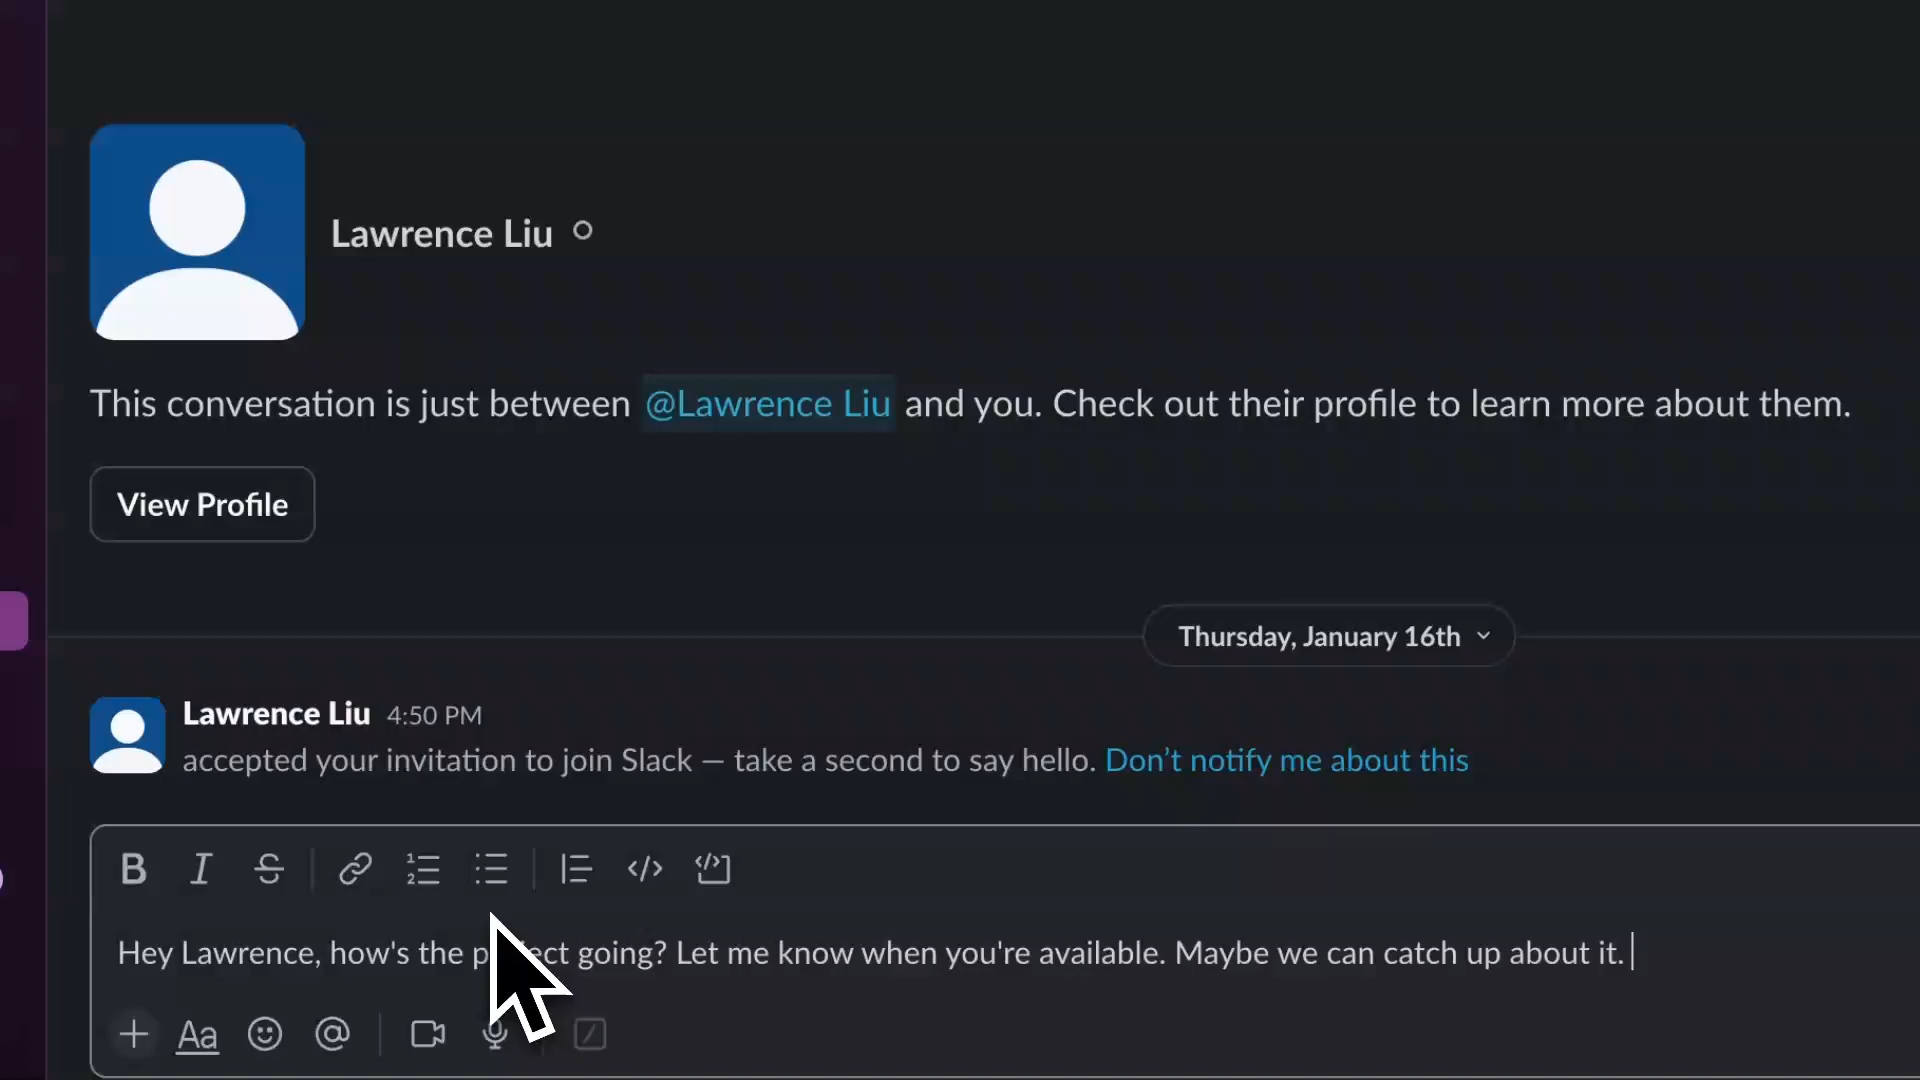 Lawrence Liu
This conversation is just between @Lawrence Liu and you. Check out their profile to learn more about them.
View Profile
Thursday, January 16th
Lawrence Liu 4:50 PM
accepted your invitation to join Slack — take a second to say hello. Don’t notify me about this
B I S
Hey Lawrence, how's the going? Let me know when you're available. Maybe we can catch up about it.
Aa @